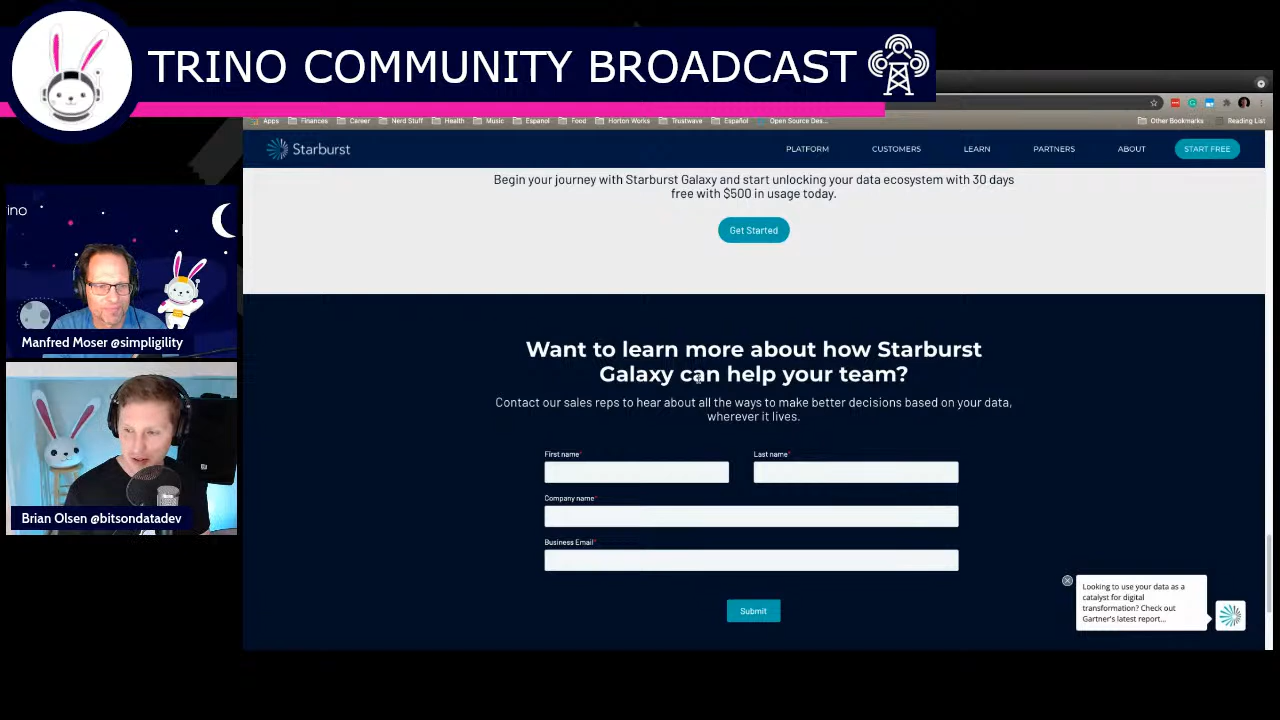 TRINO COMMUNITY BROADCAST
Apps Finances Career Nerd Stuff Health Music Espanol Food Horton Works Trustwave Español Open Source Des... Other Bookmarks Reading List
Starburst PLATFORM CUSTOMERS LEARN PARTNERS ABOUT START FREE
Begin your journey with Starburst Galaxy and start unlocking your data ecosystem with 30 days
free with $500 in usage today.
Get Started
ino
Manfred Moser @simpligility
Brian Olsen @bitsondatadev
Want to learn more about how Starburst
Galaxy can help your team?
Contact our sales reps to hear about all the ways to make better decisions based on your data,
wherever it lives.
First name* Last name*
Company name*
Business Email*
Submit
Looking to use your data as a
catalyst for digital
transformation? Check out
Gartner's latest report...